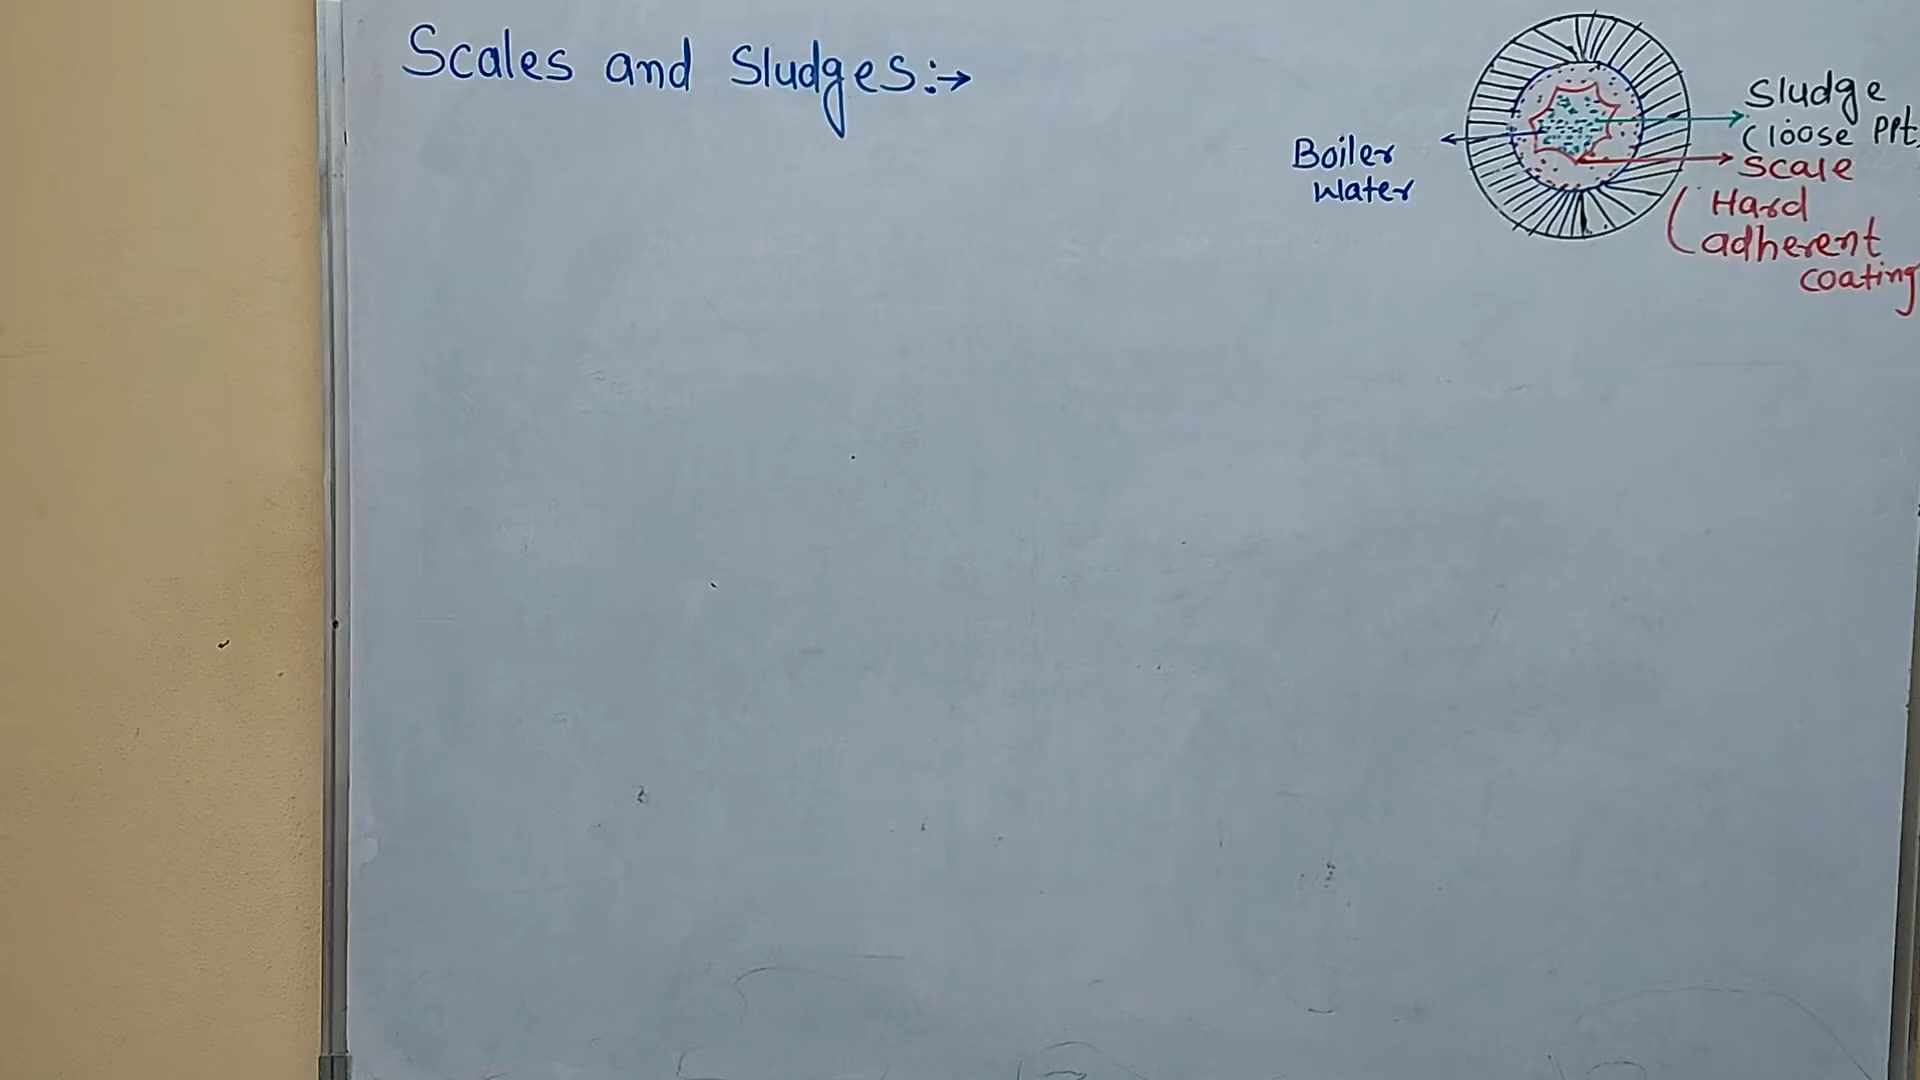 Scales and Sludges:→
Boiler
Water
Sludge
(loose PPt)
Scale
(Hard
adherent
coating